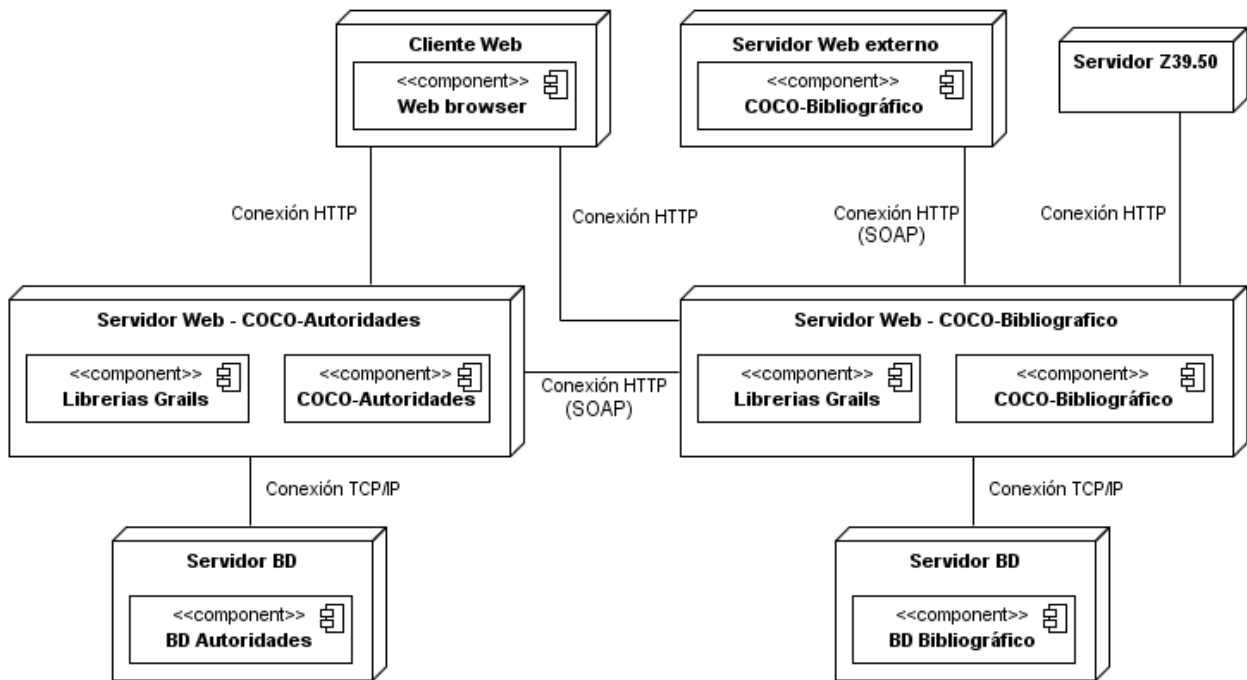 Cliente Web
<<component>>
Web browser
Servidor Web externo
<<component>>
COCO-Bibliográfico
Servidor Z39.50
Conexión HTTP
Conexión HTTP
Conexión HTTP
(SOAP)
Conexión HTTP
Servidor Web - COCO-Autoridades
<<component>>
Librerias Grails
<<component>>
COCO-Autoridades
Conexión HTTP
(SOAP)
Servidor Web - COCO-Bibliografico
<<component>>
Librerias Grails
<<component>>
COCO-Bibliográfico
Conexión TCP/IP
Conexión TCP/IP
Servidor BD
<<component>>
BD Autoridades
Servidor BD
<<component>>
BD Bibliográfico